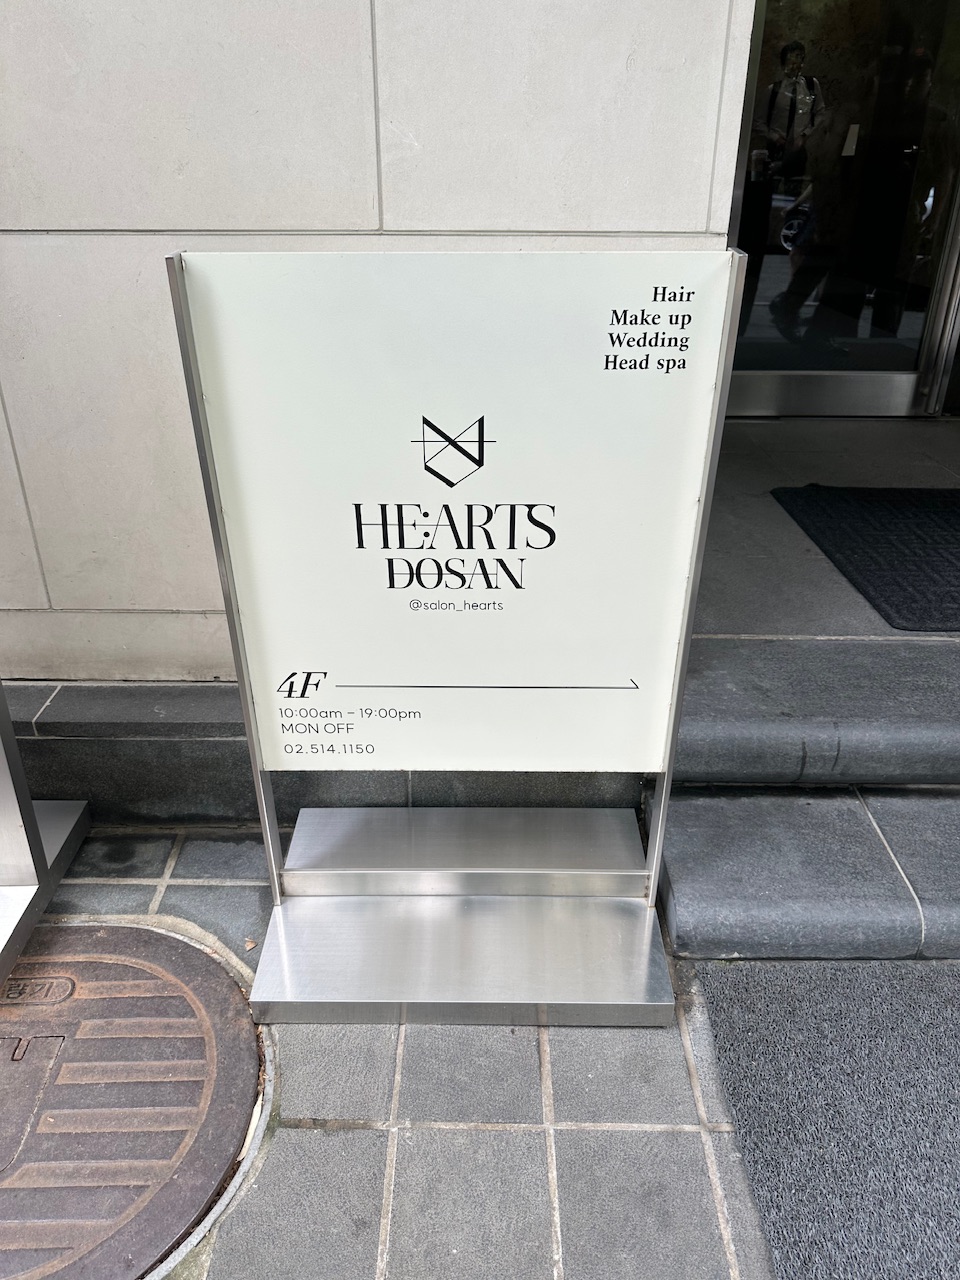 Hair
Make up
Wedding
Head spa
HE:ARTS
DOSAN
@salon_hearts
4F
10:00am - 19:00pm
MON OFF
02.514.1150